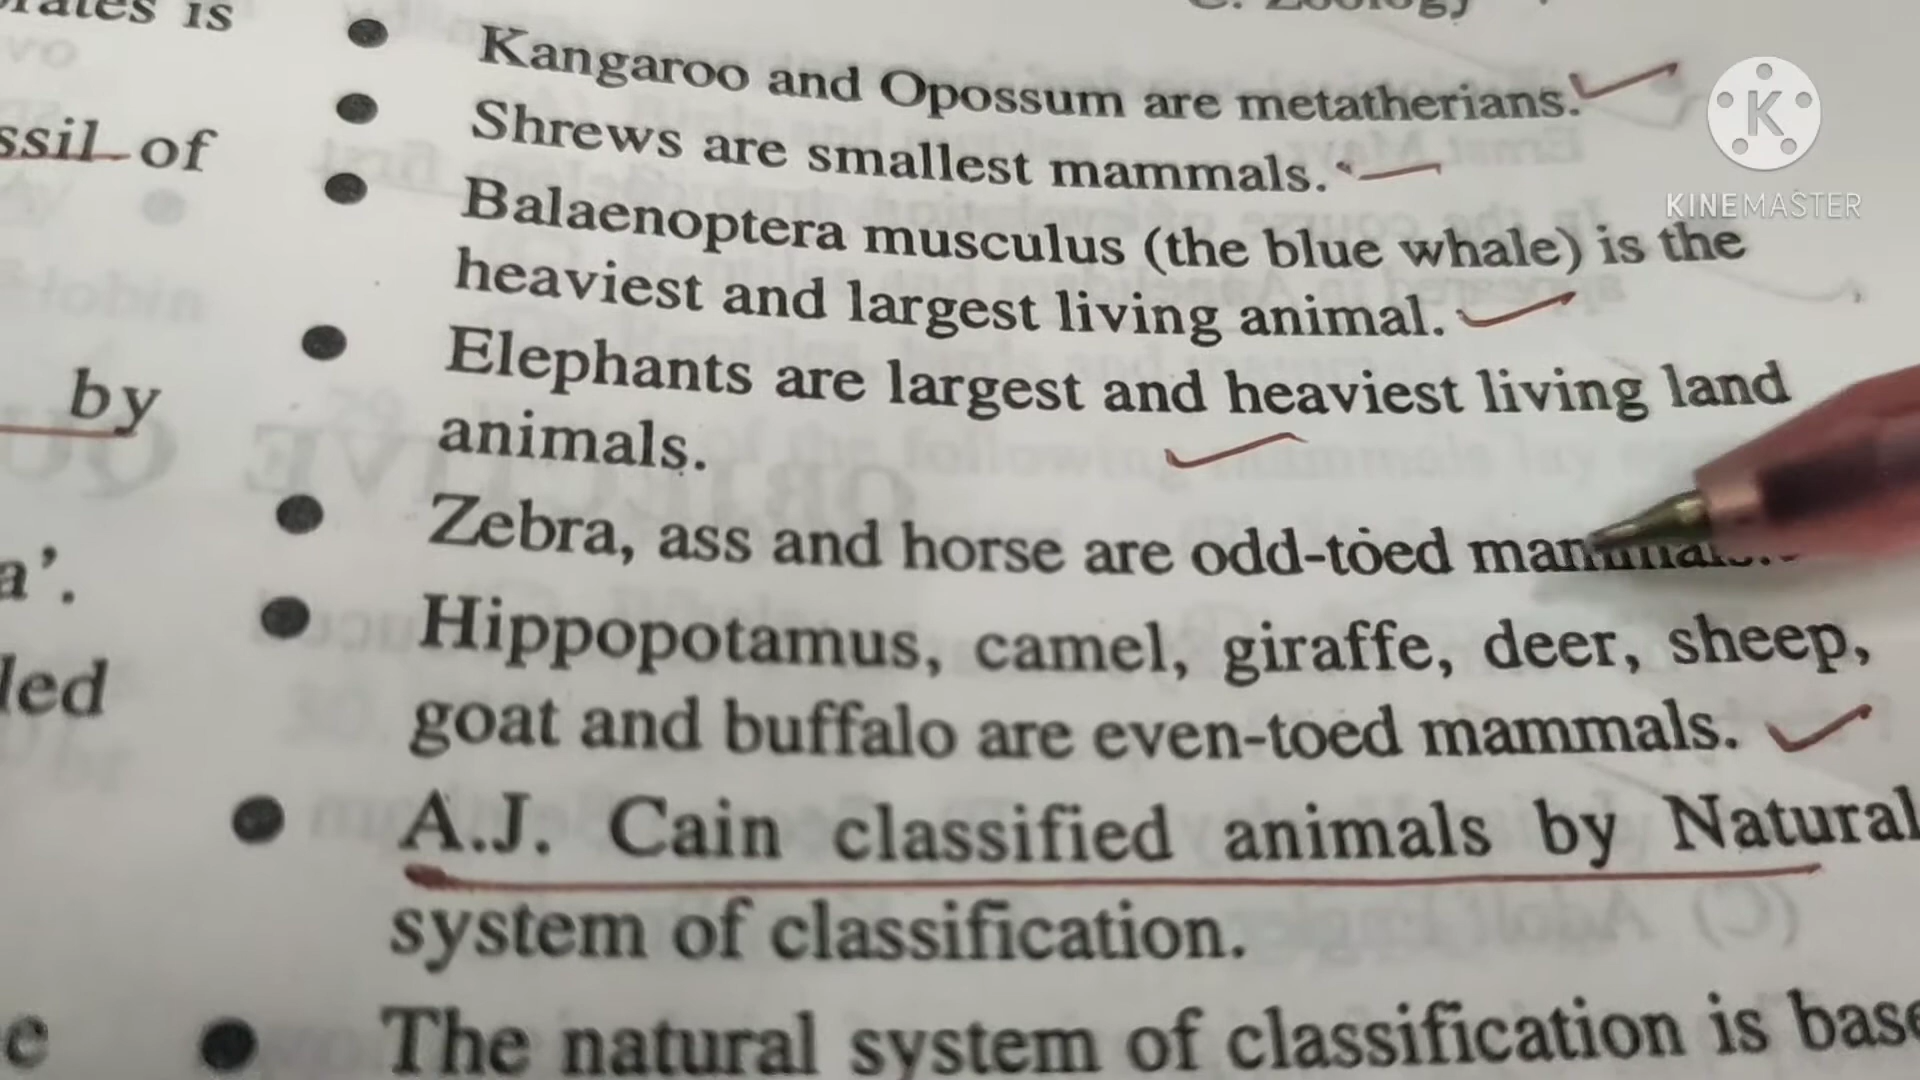 is
C. Zoology
Kangaroo and Opossum are metatherians.
Shrews are smallest mammals.
of
Balaenoptera musculus (the blue whale) is the
heaviest and largest living animal.
Elephants are largest and heaviest living land
by
animals.
Zebra, ass and horse are odd-toed
Hippopotamus, camel, giraffe, deer, sheep,
goat and buffalo are even-toed mammals.
A.J. Cain classified animals by Natural
system of classification.
The natural system of classification is
K
KINEMASTER